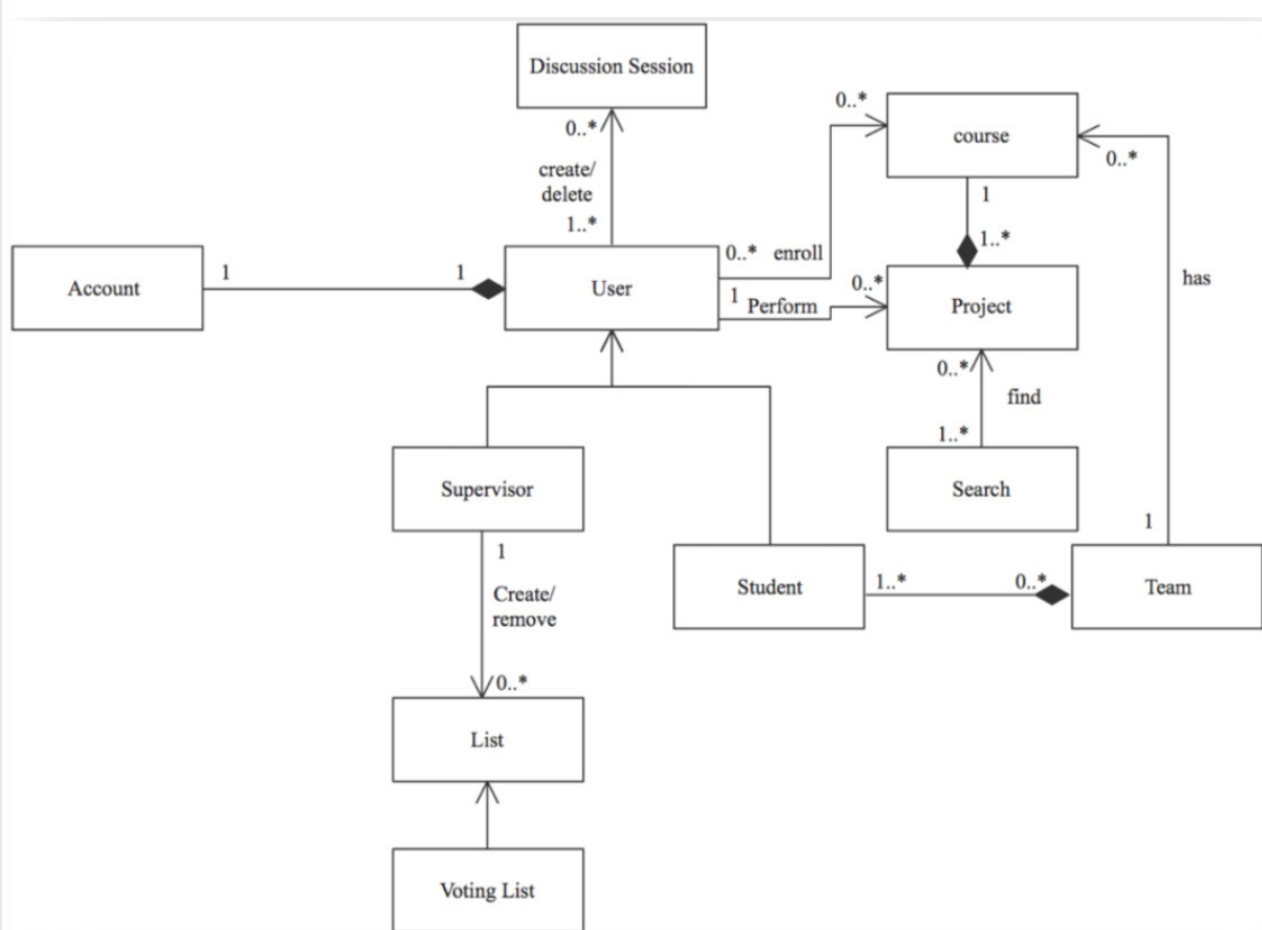 Discussion Session
0..*
create/
delete
1..*
0..*
course
0..*
1
1..*
has
Account
1
1
User
0..* enroll
1 Perform
0..*
Project
0..*
find
1..*
Search
Supervisor
1
Create/
remove
0..*
Student
1..*
0..*
1
Team
List
Voting List